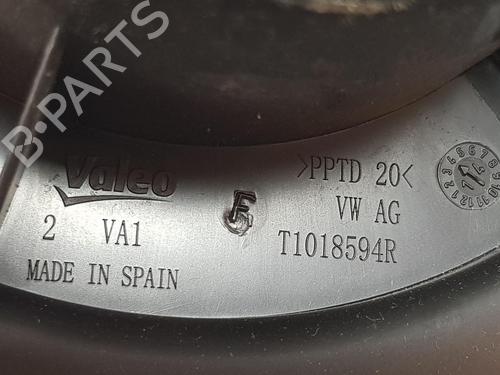 B-PARTS
Valeo
2 VA1
MADE IN SPAIN
F
>PPTD 20<
VW AG
T1018594R